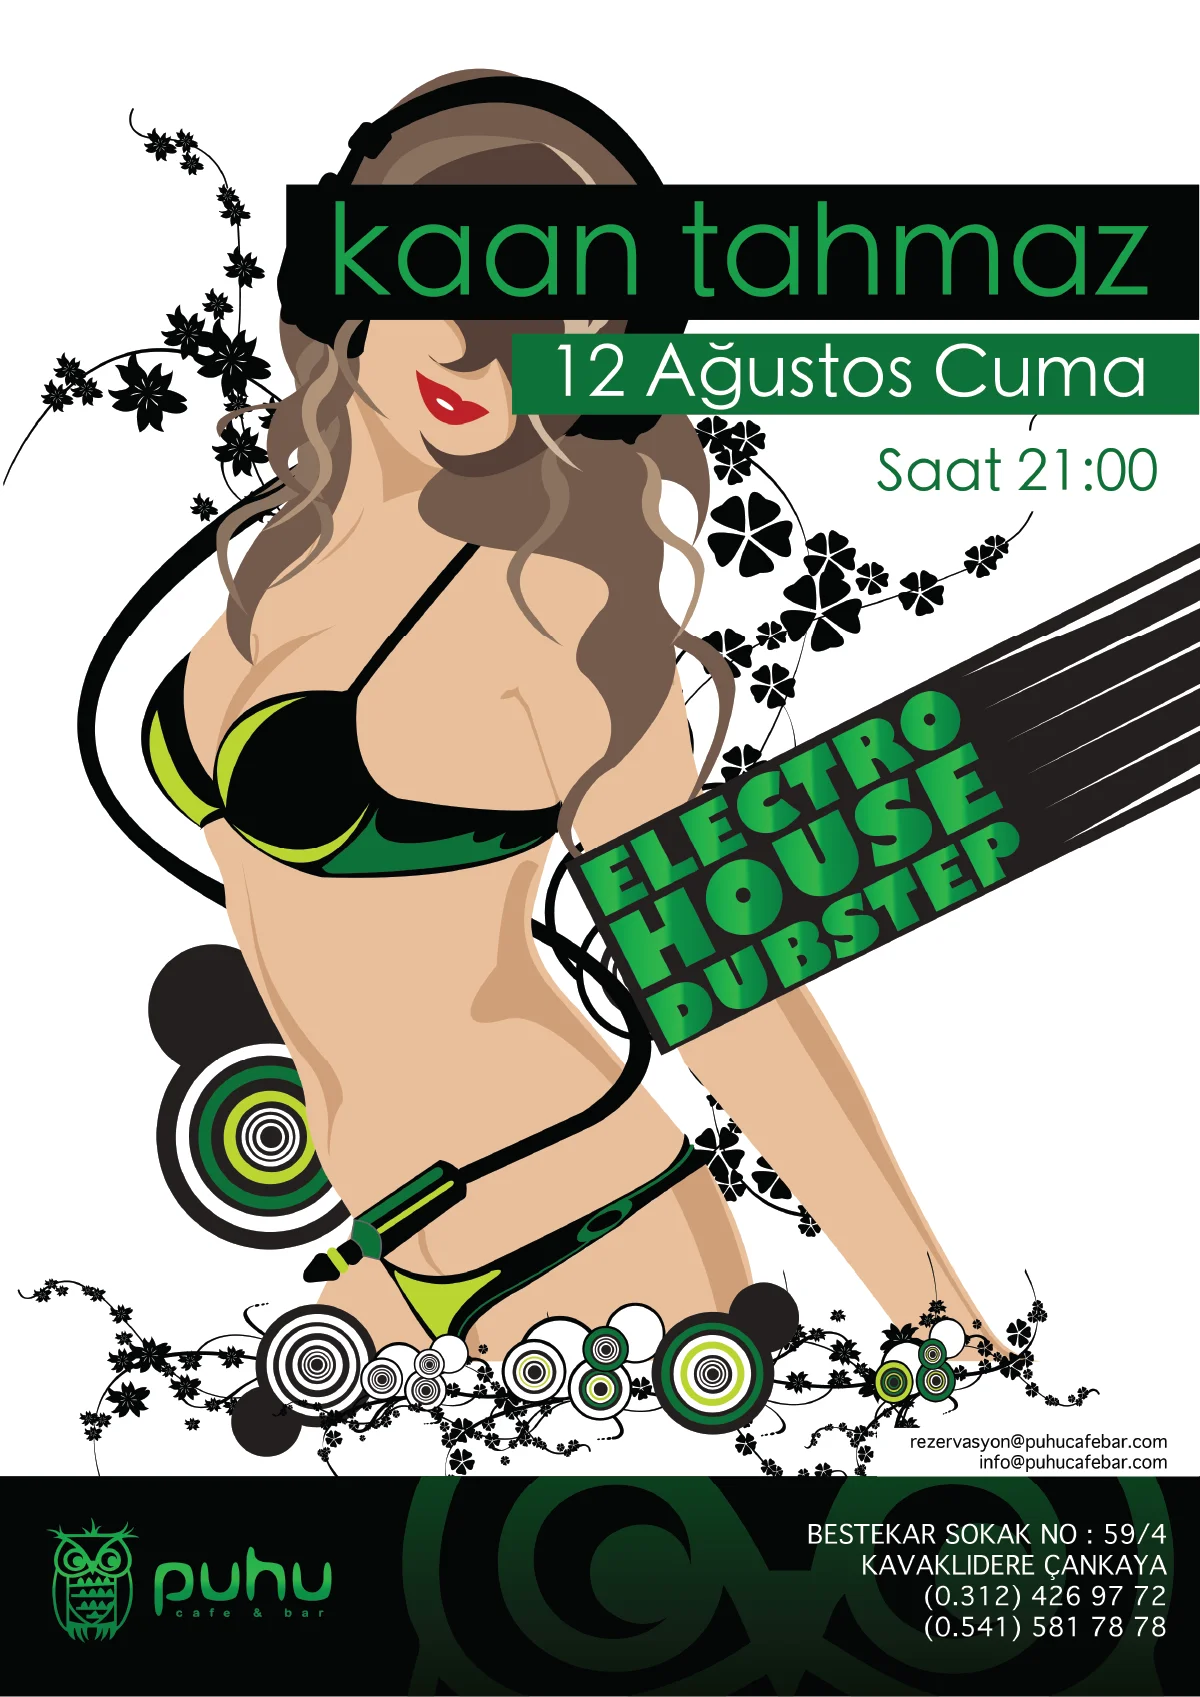 kaan tahmaz
12 Ağustos Cuma
Saat 21:00
ELECTRO
HOUSE
DUBSTEP
rezervasyon@puhucafebar.com
info@puhucafebar.com
puhu
cafe & bar
BESTEKAR SOKAK NO : 59/4
KAVAKLIDERE ÇANKAYA
(0.312) 426 97 72
(0.541) 581 78 78